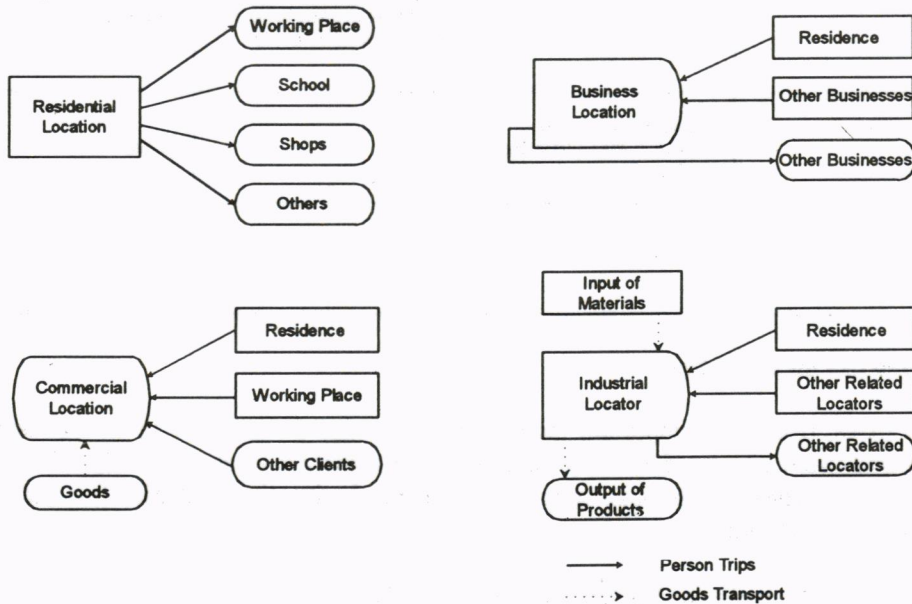 Working Place
School
Residential
Location
Shops
Others
Residence
Business
Location
Other Businesses
Other Businesses
Residence
Commercial
Location
Working Place
Other Clients
Goods
Input of
Materials
Residence
Industrial
Locator
Other Related
Locators
Other Related
Locators
Output of
Products
Person Trips
Goods Transport